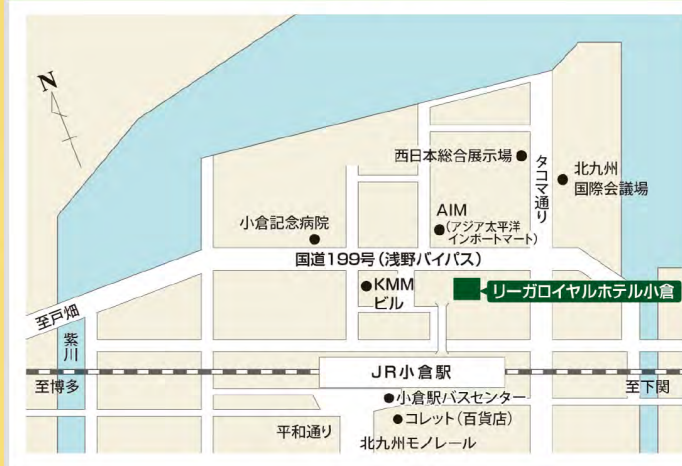 N
西日本総合展示場
タコマ通り
北九州
国際会議場
AIM
(アジア太平洋
インポートマート)
小倉記念病院
国道199号(浅野バイパス)
KMM
ビル
リーガロイヤルホテル小倉
至戸畑
紫川
JR小倉駅
至博多
至下関
小倉駅バスセンター
コレット(百貨店)
平和通り
北九州モノレール